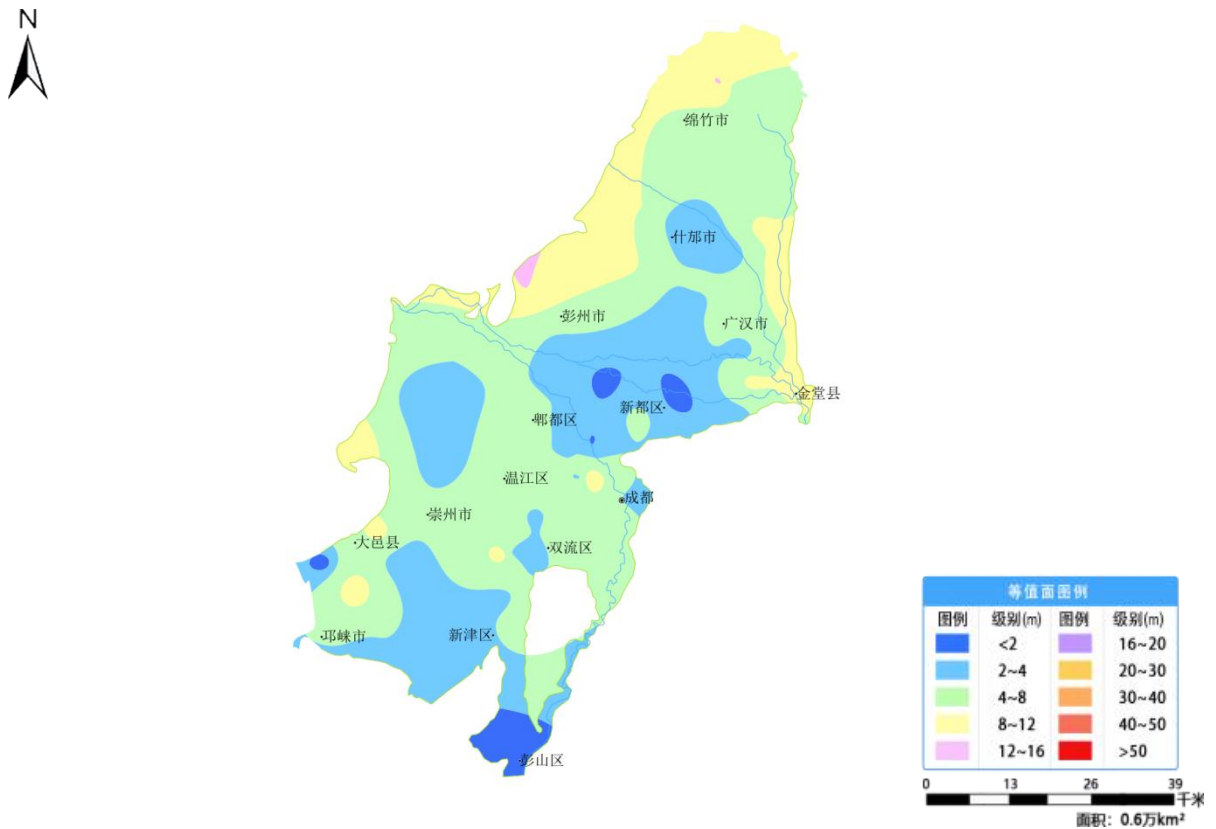 N
绵竹市
什邡市
彭州市
广汉市
金堂县
新都区
郫都区
温江区
成都
崇州市
大邑县
双流区
邛崃市
新津区
彭山区
等值面图例
图例 级别(m) 图例 级别(m)
<2 16~20
2~4 20~30
4~8 30~40
8~12 40~50
12~16 >50
0 13 26 39
千米
面积：0.6万km²